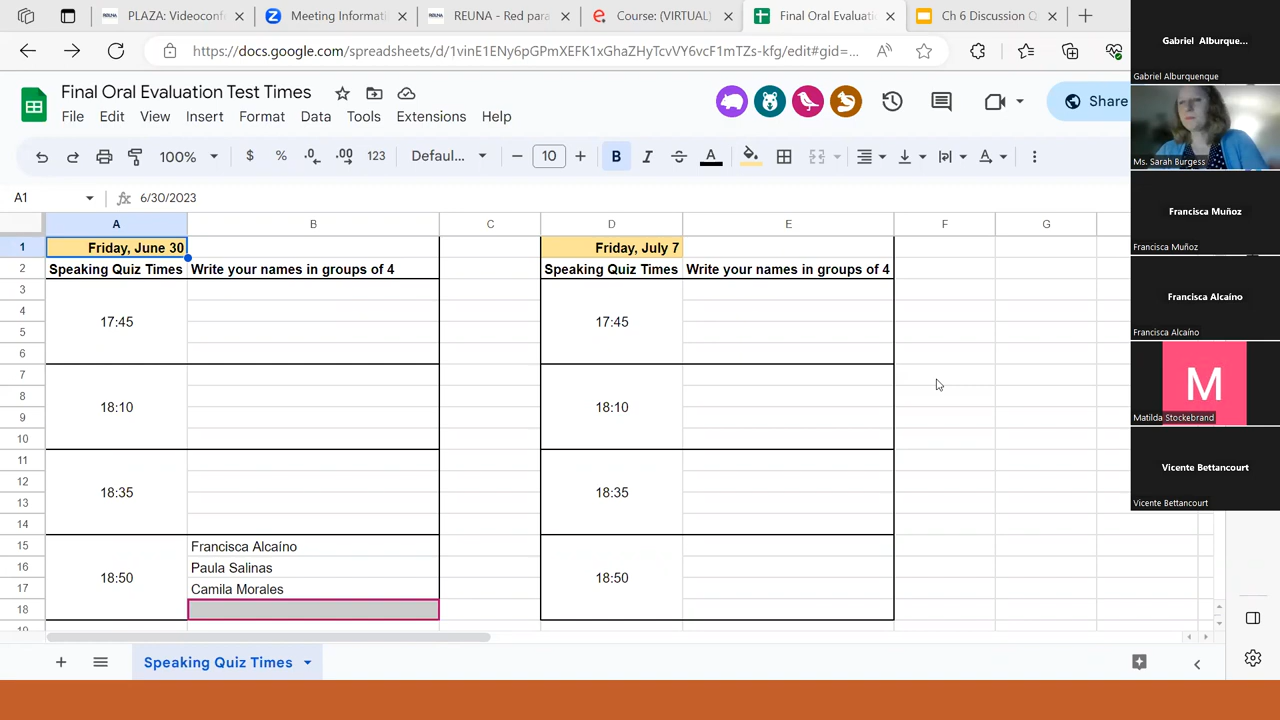 PLAZA: Videoconf
Meeting Informati
REUNA - Red para
Course: (VIRTUAL)
Final Oral Evaluati
Ch 6 Discussion Q
https://docs.google.com/spreadsheets/d/1vinE1ENy6pGPmXEFK1xGhaZHyTcvVY6vcF1mTZs-kfg/edit#gid=...
Final Oral Evaluation Test Times
File Edit View Insert Format Data Tools Extensions Help
Share
100% $ % .0 .00 123 Defaul... 10 B I S A
A1 6/30/2023
A B C D E F G
1 Friday, June 30 Friday, July 7
2 Speaking Quiz Times Write your names in groups of 4 Speaking Quiz Times Write your names in groups of 4
3
4
17:45 17:45
5
6
7
8
18:10 18:10
9
10
11
12
18:35 18:35
13
14
15 Francisca Alcaíno
16 Paula Salinas
18:50 18:50
17 Camila Morales
18
Speaking Quiz Times
Gabriel Alburque...
Gabriel Alburquenque
Ms. Sarah Burgess
Francisca Muñoz
Francisca Muñoz
Francisca Alcaíno
Francisca Alcaíno
M
Matilda Stockebrand
Vicente Bettancourt
Vicente Bettancourt